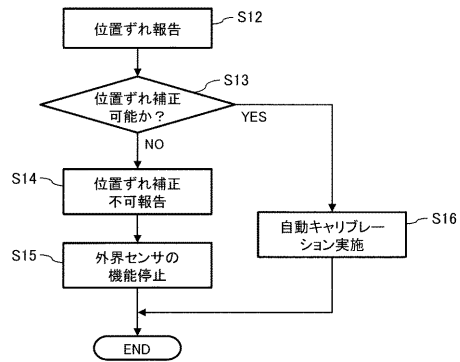 位置ずれ報告
S12
位置ずれ補正
可能か？
S13
YES
NO
S14
位置ずれ補正
不可報告
S15
外界センサの
機能停止
自動キャリブレー
ション実施
S16
END